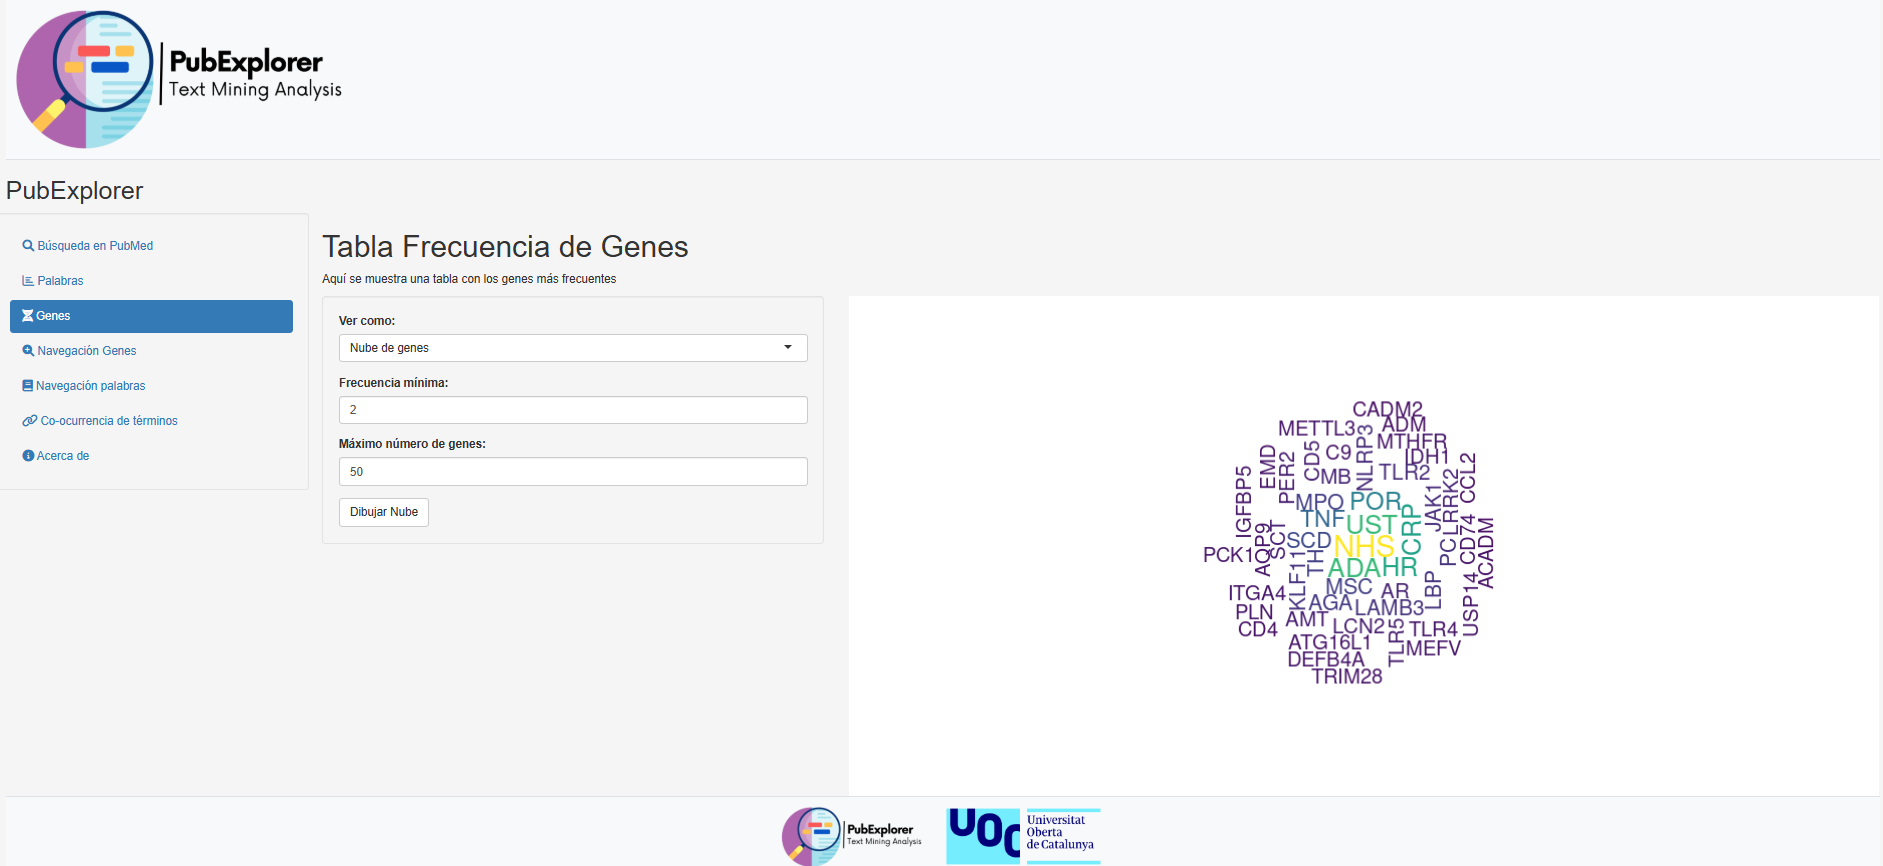 PubExplorer
Text Mining Analysis
PubExplorer
Búsqueda en PubMed
Palabras
Genes
Navegación Genes
Navegación palabras
Co-ocurrencia de términos
Acerca de
Tabla Frecuencia de Genes
Aquí se muestra una tabla con los genes más frecuentes
Ver como:
Nube de genes
Frecuencia mínima:
2
Máximo número de genes:
50
Dibujar Nube
CADM2
ADM
METTL3
MTHFR
NLRP3
C9
CD5
IDH1
EMD
PER2
MB
TLR2
CCL2
IGFBP5
MPO
POR
JAK1
LRRK2
TNF
UST
CRP
SCD
NHS
SCT
AQP9
PCK1
PC
CD74
ACADM
TH
ADA
HR
KLF11
MSC
AR
LBP
USP14
ITGA4
AGA
LAMB3
PLN
AMT
LCN2
TLR5
TLR4
CD4
ATG16L1
MEFV
DEFB4A
TRIM28
PubExplorer
Text Mining Analysis
UOC
Universitat
Oberta
de Catalunya